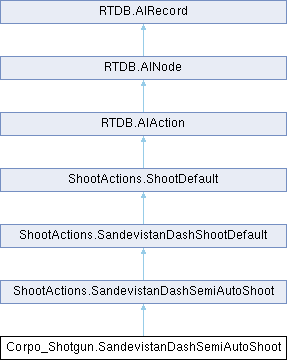 RTDB.AIRecord
RTDB.AINode
RTDB.AIAction
ShootActions.ShootDefault
ShootActions.SandevistanDashShootDefault
ShootActions.SandevistanDashSemiAutoShoot
Corpo_Shotgun.SandevistanDashSemiAutoShoot